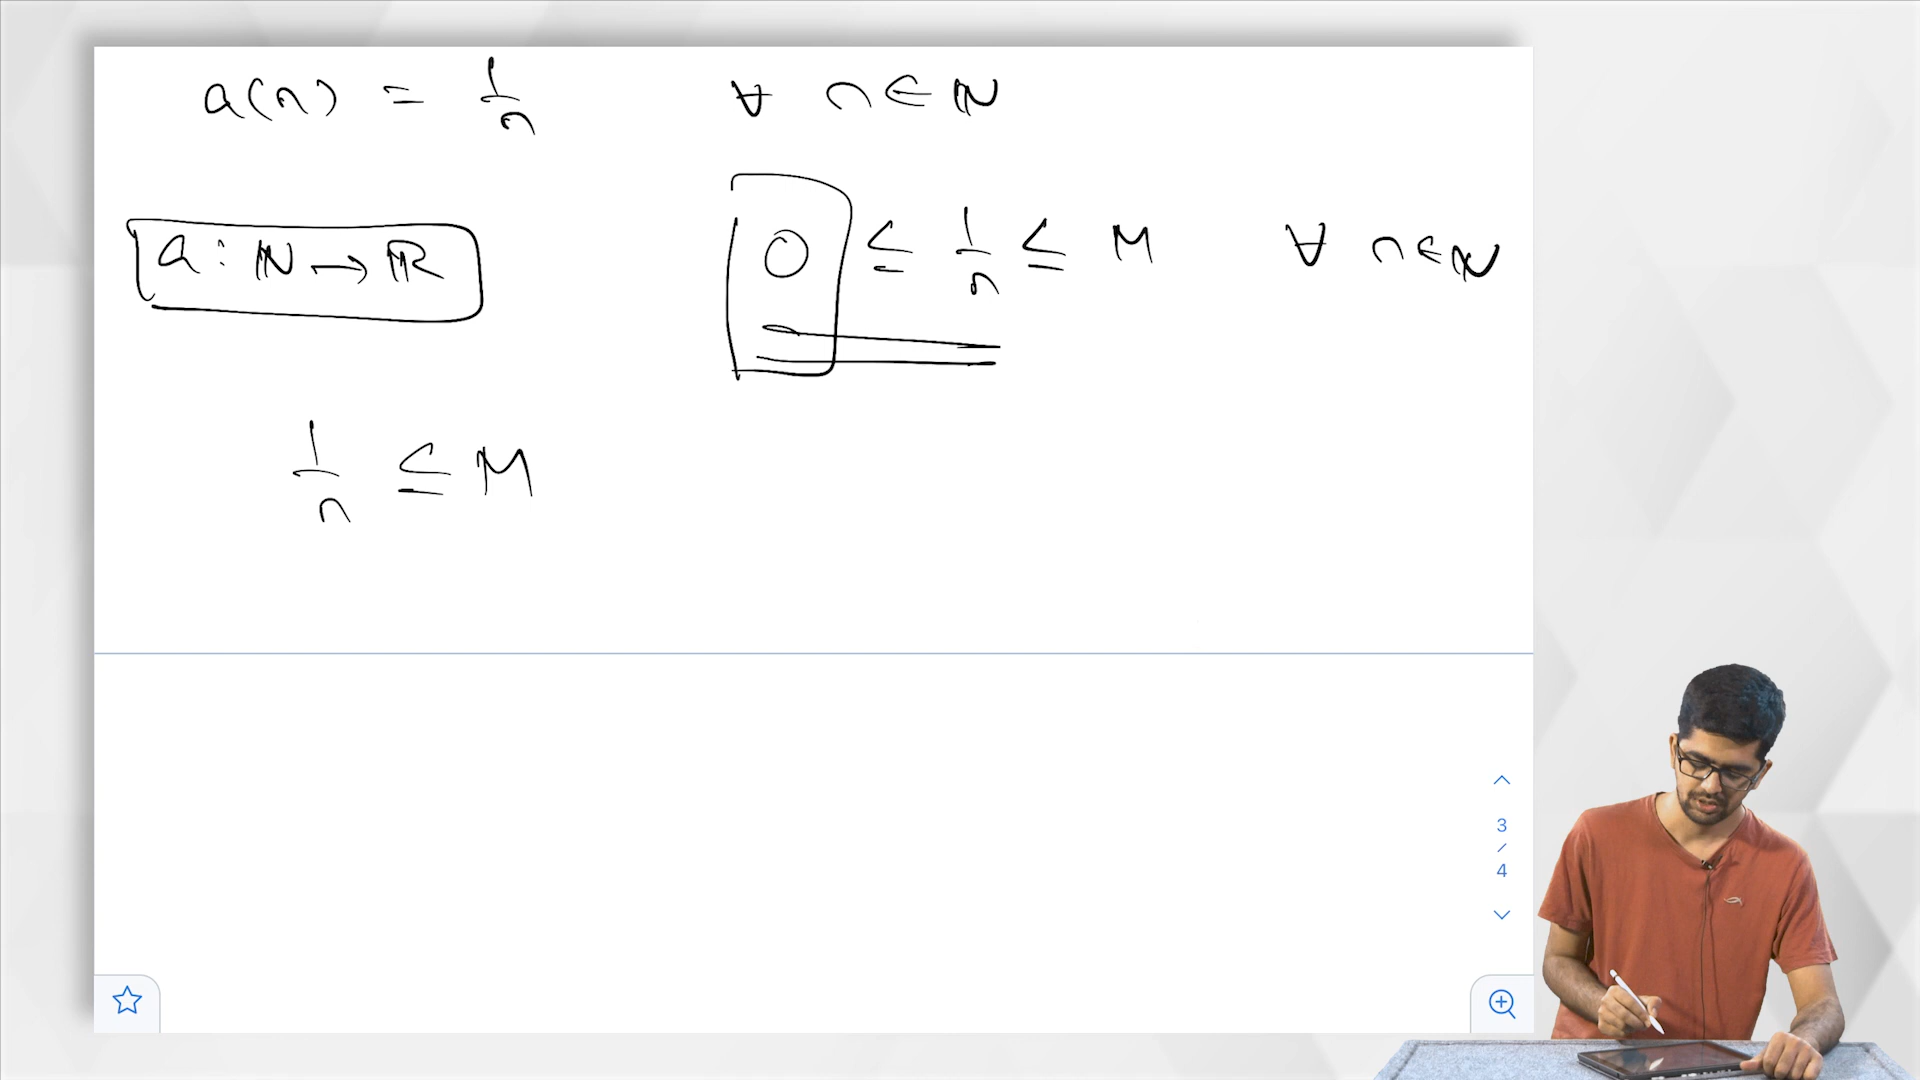 a(n) = 1/n ∀ n∈ℕ
a : ℕ → ℝ
0 ≤ 1/n ≤ M ∀ n∈ℕ
1/n ≤ M
3
/
4